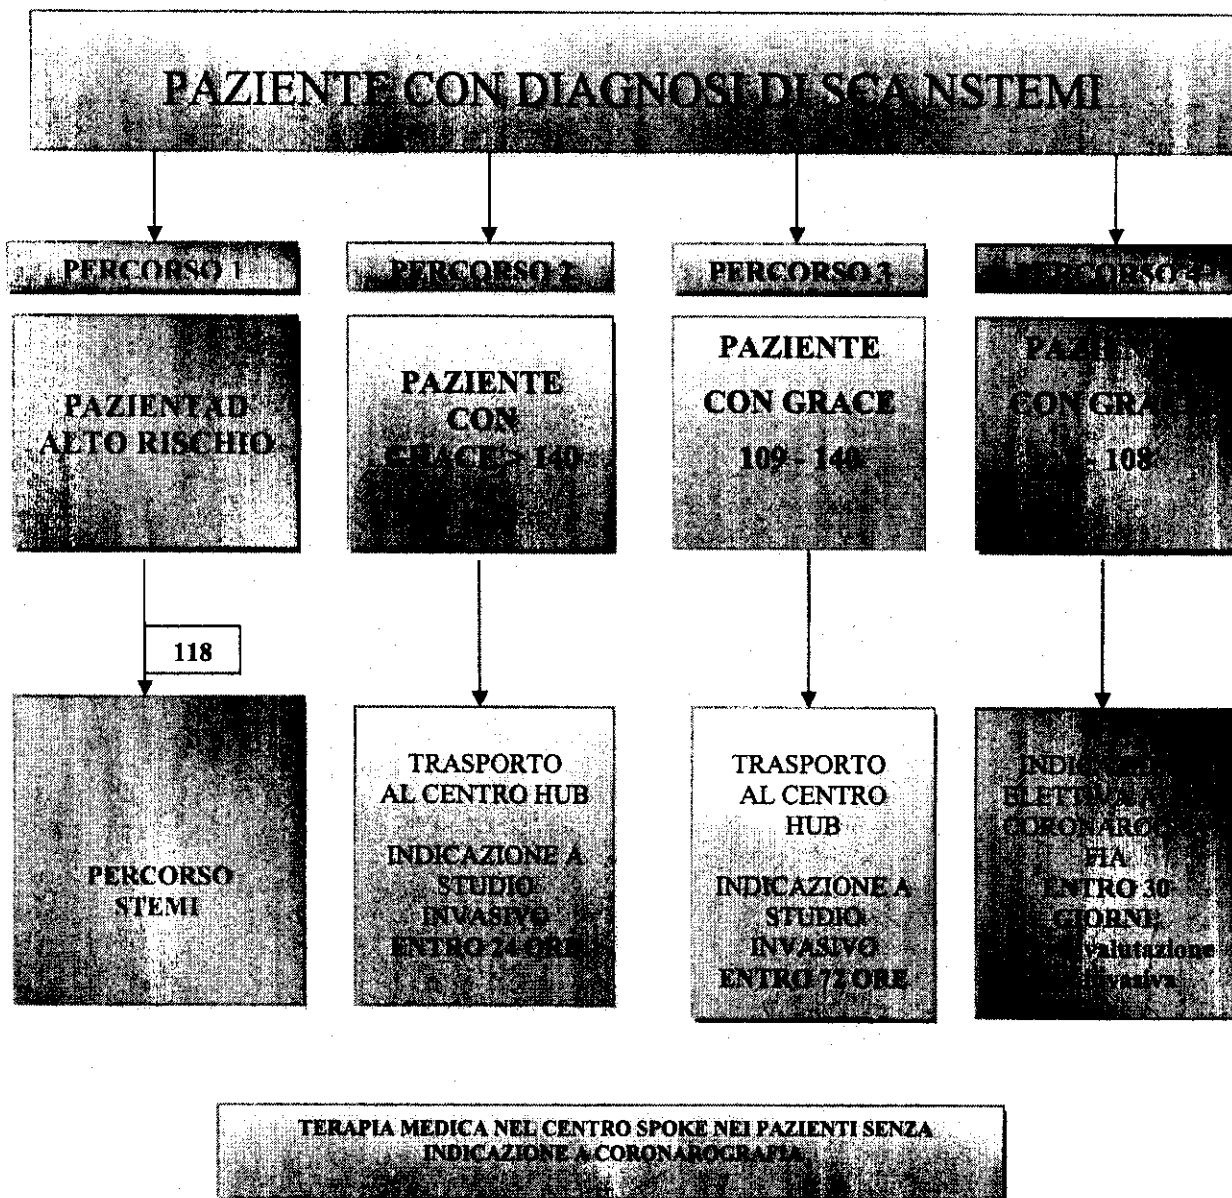 PAZIENTE CON DIAGNOSI DI SCA NSTEMI
PERCORSO 1
PERCORSO 2
PERCORSO 3
PERCORSO
PAZIENT AD
ALTO RISCHIO
PAZIENTE
CON
GRACE > 140
PAZIENTE
CON GRACE
109 - 140
CON
- 108
118
PERCORSO
STEMI
TRASPORTO
AL CENTRO HUB
INDICAZIONE A
STUDIO
INVASIVO
ENTRO 24 ORE
TRASPORTO
AL CENTRO
HUB
INDICAZIONE A
STUDIO
INVASIVO
ENTRO 72 ORE
FIA
ENTRO 30
GIORNI
valutazione
TERAPIA MEDICA NEL CENTRO SPOKE NEI PAZIENTI SENZA
INDICAZIONE A CORONAROGRAFIA